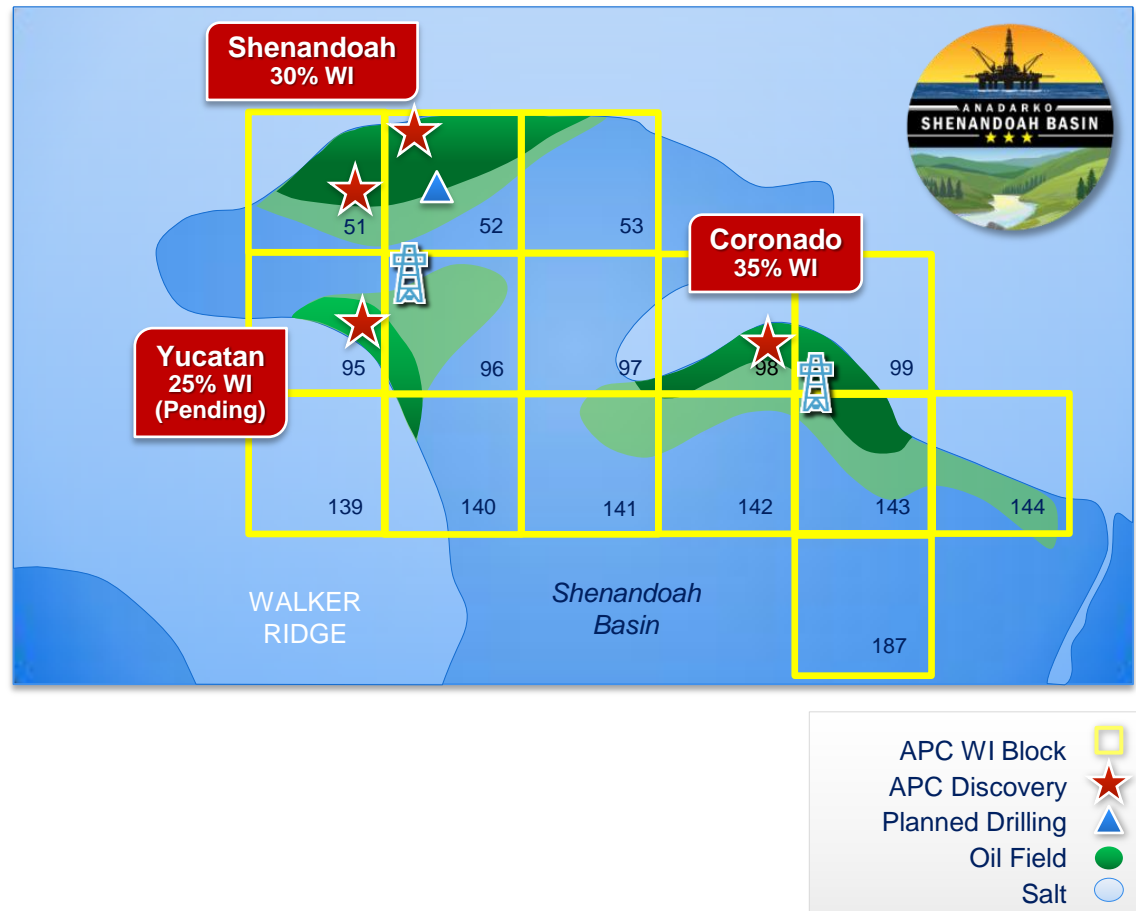 Shenandoah
30% WI
ANADARKO
SHENANDOAH BASIN
51
52
53
Coronado
35% WI
Yucatan
25% WI
(Pending)
95
96
97
98
99
139
140
141
142
143
144
WALKER
RIDGE
Shenandoah
Basin
187
APC WI Block
APC Discovery
Planned Drilling
Oil Field
Salt